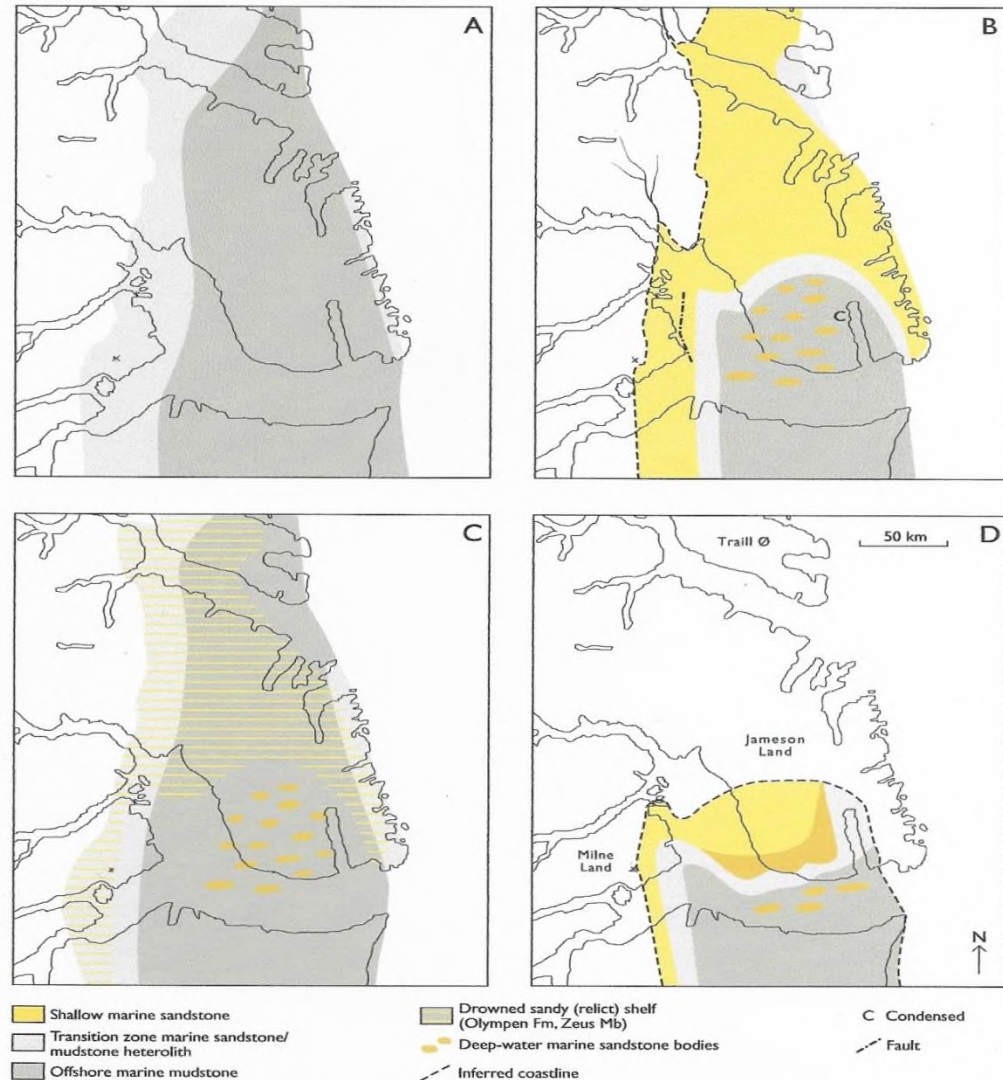 A
B
C
C
D
Traill Ø
50 km
Jameson
Land
Milne
Land
N
Shallow marine sandstone
Transition zone marine sandstone/
mudstone heterolith
Offshore marine mudstone
Drowned sandy (relict) shelf
(Olympen Fm, Zeus Mb)
Deep-water marine sandstone bodies
Inferred coastline
C Condensed
Fault